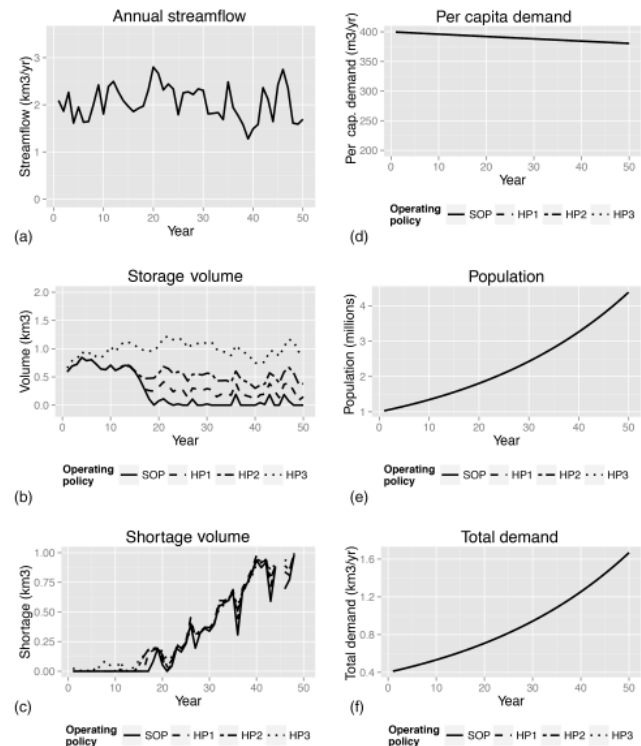 Annual streamflow
3
2
1
0
Streamflow (km3/yr)
0 10 20 30 40 50
Year
(a)
Per capita demand
400
350
300
250
200
Per cap. demand (m3/yr)
0 10 20 30 40 50
Year
Operating policy SOP HP1 HP2 HP3
(d)
Storage volume
2.0
1.5
1.0
0.5
0.0
Volume (km3)
0 10 20 30 40 50
Year
Operating policy SOP HP1 HP2 HP3
(b)
Population
4
3
2
1
Population (millions)
0 10 20 30 40 50
Year
Operating policy SOP HP1 HP2 HP3
(e)
Shortage volume
1.00
0.75
0.50
0.25
0.00
Shortage (km3)
0 10 20 30 40 50
Year
Operating policy SOP HP1 HP2 HP3
(c)
Total demand
1.6
1.2
0.8
0.4
Total demand (km3/yr)
0 10 20 30 40 50
Year
Operating policy SOP HP1 HP2 HP3
(f)